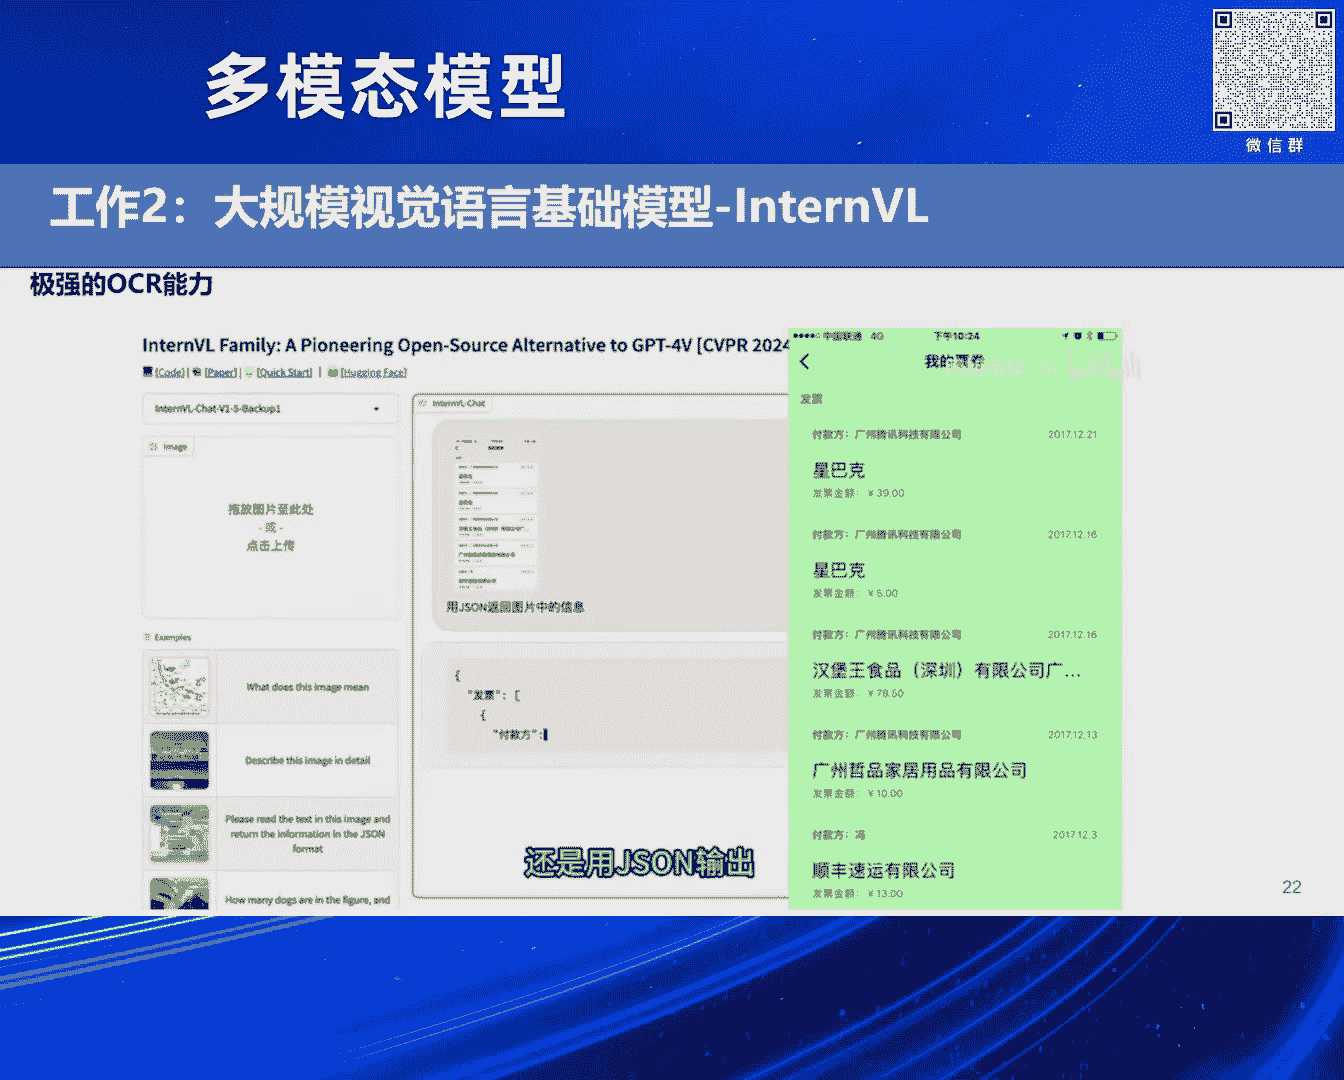 多模态模型
微信群
工作2：大规模视觉语言基础模型-InternVL
极强的OCR能力
InternVL Family: A Pioneering Open-Source Alternative to GPT-4V [CVPR 2024
[Code] | [Paper] | [Quick Start] | [Hugging Face]
InternVL-Chat-V1-5-Backup1
Image
拖放图片至此处
- 或 -
点击上传
Examples
What does this image mean
Describe this image in detail
Please read the text in this image and
return the information in the JSON
format
How many dogs are in the figure, and
InternVL-Chat
用JSON返回图片中的信息
{
"发票": [
{
"付款方":
还是用JSON输出
中国联通 4G 下午10:24
我的票券
发票
付款方：广州腾讯科技有限公司 2017.12.21
星巴克
发票金额：￥39.00
付款方：广州腾讯科技有限公司 2017.12.16
星巴克
发票金额：￥5.00
付款方：广州腾讯科技有限公司 2017.12.16
汉堡王食品（深圳）有限公司广...
发票金额：￥78.50
付款方：广州腾讯科技有限公司 2017.12.13
广州哲品家居用品有限公司
发票金额：￥10.00
付款方：冯 2017.12.3
顺丰速运有限公司
发票金额：￥13.00
22